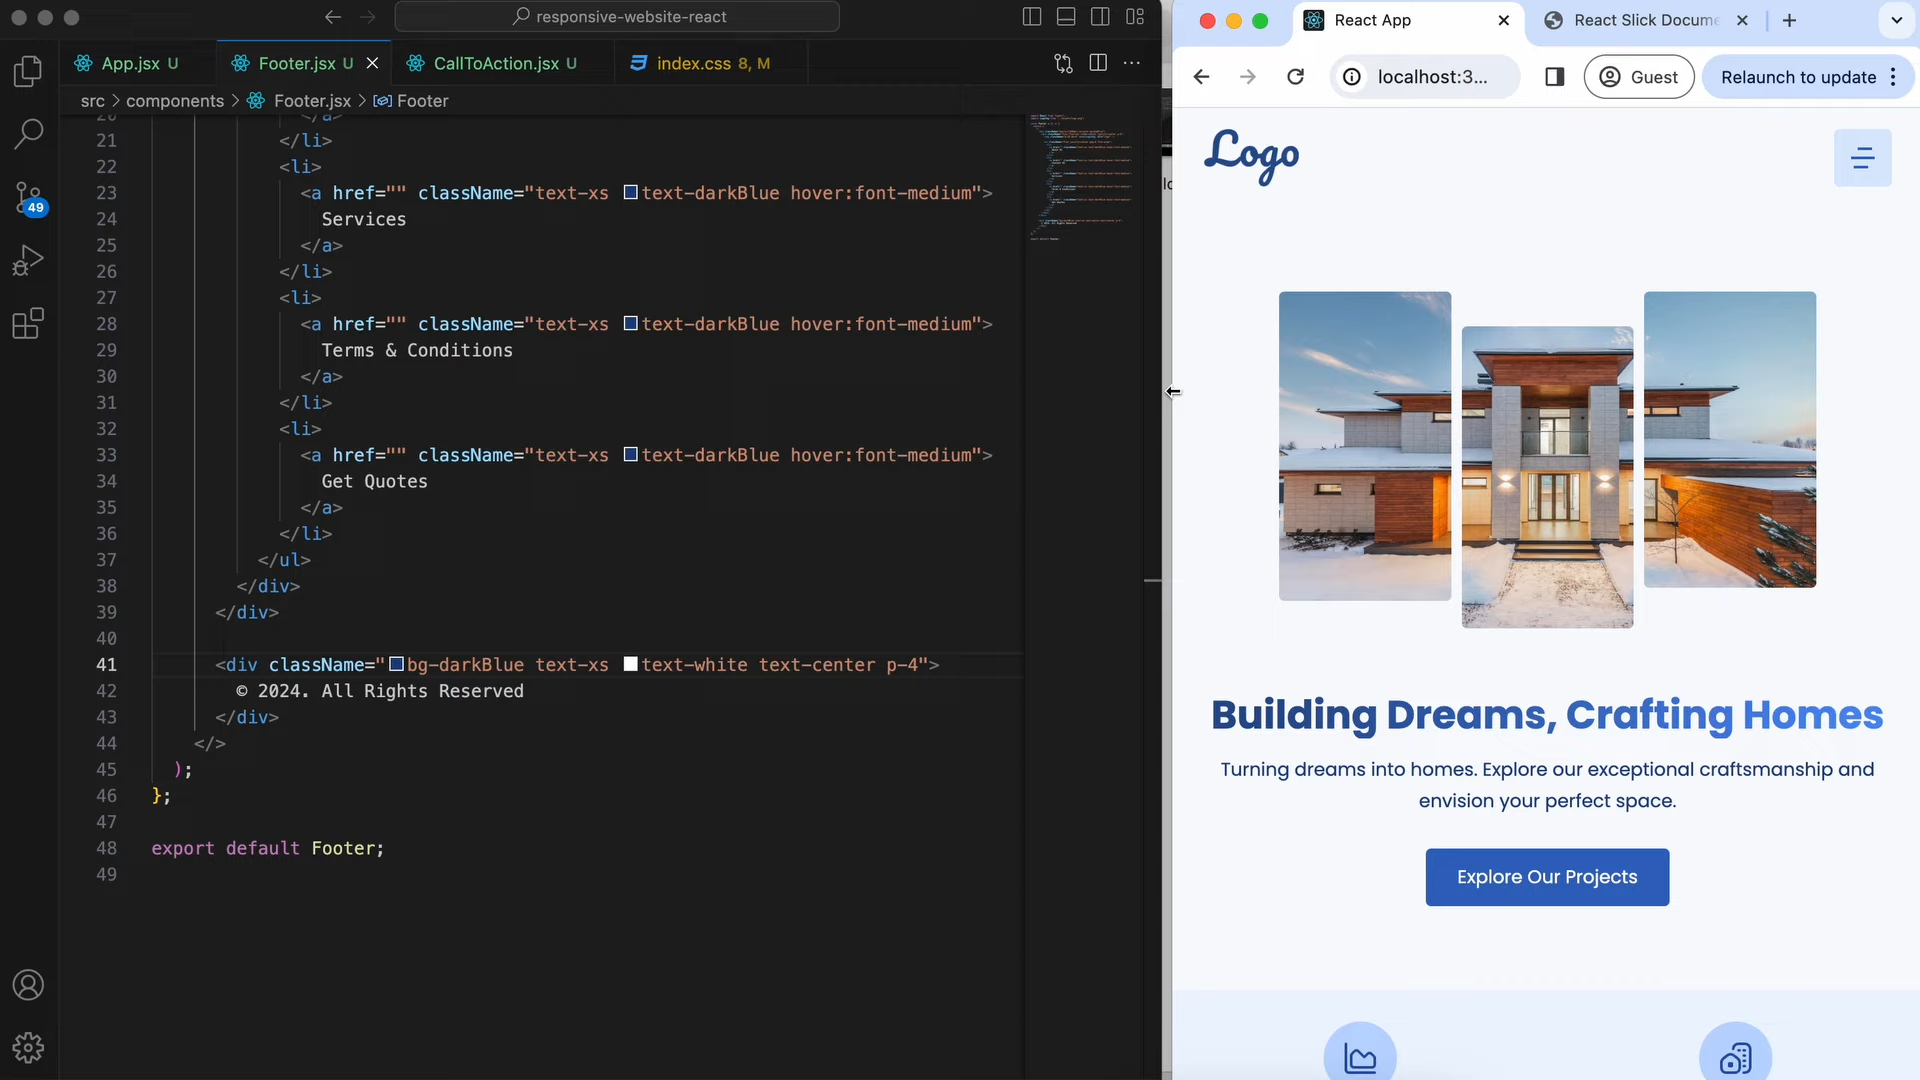 responsive-website-react
App.jsx U
Footer.jsx U
CallToAction.jsx U
index.css 8, M
src > components > Footer.jsx > Footer
21 </li>
22 <li>
23 <a href="" className="text-xs text-darkBlue hover:font-medium">
24 Services
25 </a>
26 </li>
27 <li>
28 <a href="" className="text-xs text-darkBlue hover:font-medium">
29 Terms & Conditions
30 </a>
31 </li>
32 <li>
33 <a href="" className="text-xs text-darkBlue hover:font-medium">
34 Get Quotes
35 </a>
36 </li>
37 </ul>
38 </div>
39 </div>
40
41 <div className="bg-darkBlue text-xs text-white text-center p-4">
42 © 2024. All Rights Reserved
43 </div>
44 </>
45 );
46 };
47
48 export default Footer;
49
49
React App
React Slick Docume
localhost:3...
Guest
Relaunch to update
Logo
Building Dreams, Crafting Homes
Turning dreams into homes. Explore our exceptional craftsmanship and
envision your perfect space.
Explore Our Projects